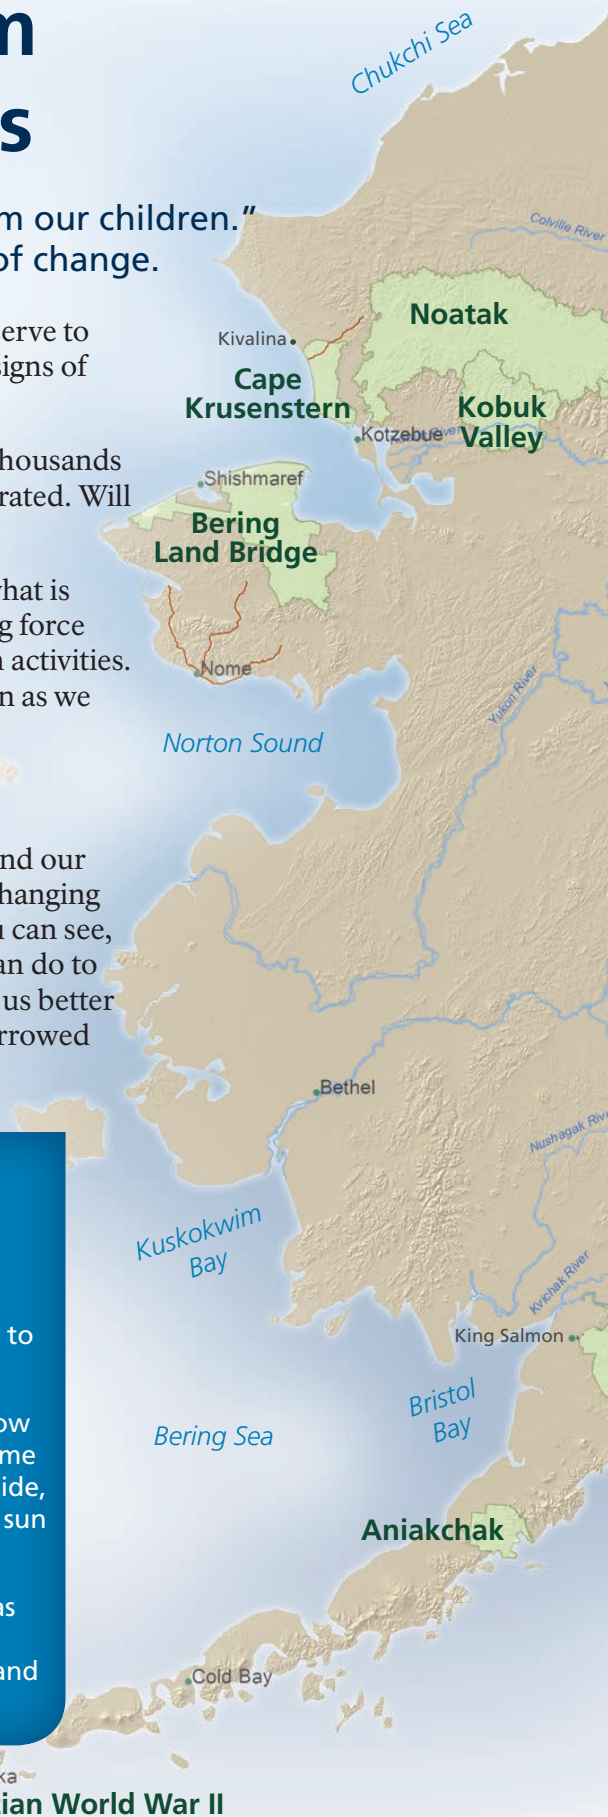 m
s
m our children.”
of change.
erve to
signs of
housands
rated. Will
hat is
g force
n activities.
n as we
nd our
hanging
u can see,
an do to
us better
rrowed
to
ow
me
ide,
sun
as
and
Chukchi Sea
Colville River
Noatak
Kivalina
Cape
Krusenstern
Kobuk
Valley
Kotzebue
River
Shishmaref
Bering
Land Bridge
Nome
Yukon River
Norton Sound
Bethel
Nushagak Rive
Kuskokwim
Bay
Kvichak River
King Salmon
Bristol
Bay
Bering Sea
Aniakchak
Cold Bay
ka
tian World War II